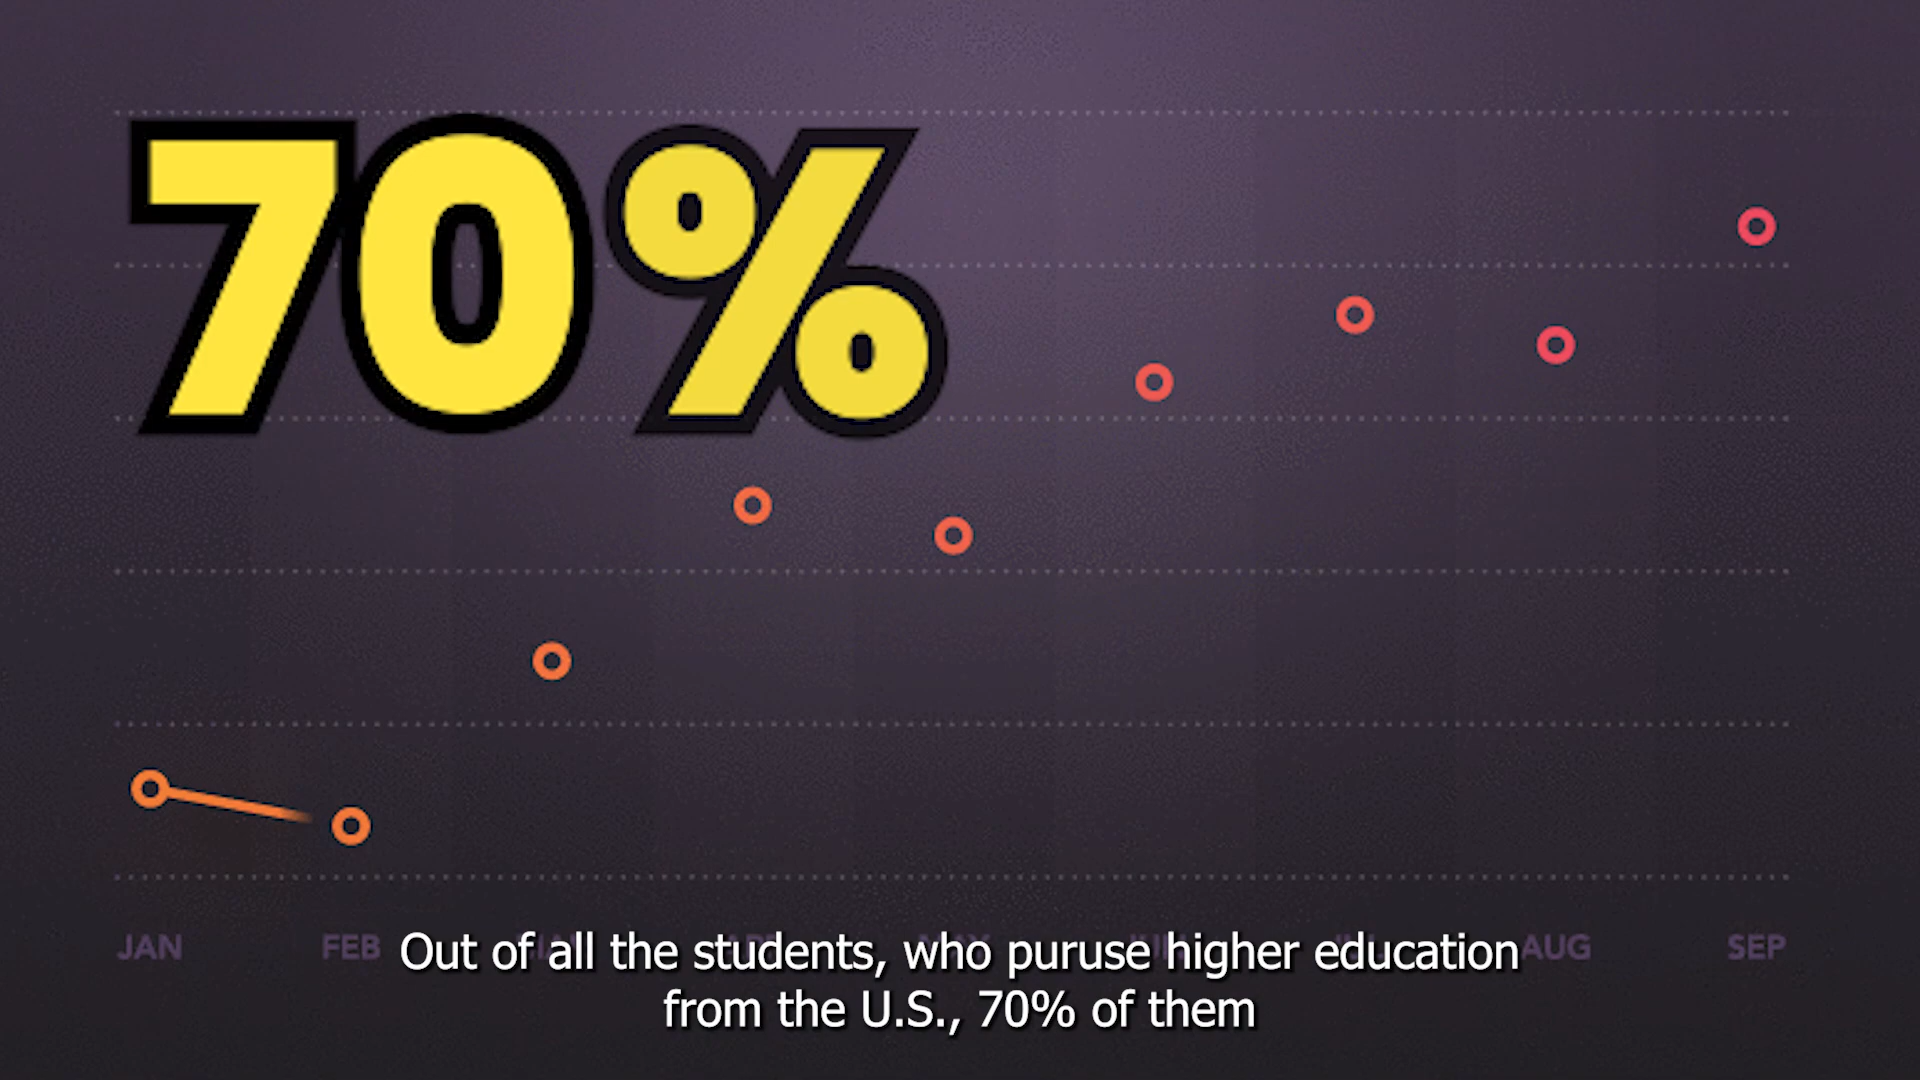 70%
JAN FEB AUG SEP
Out of all the students, who puruse higher education
from the U.S., 70% of them